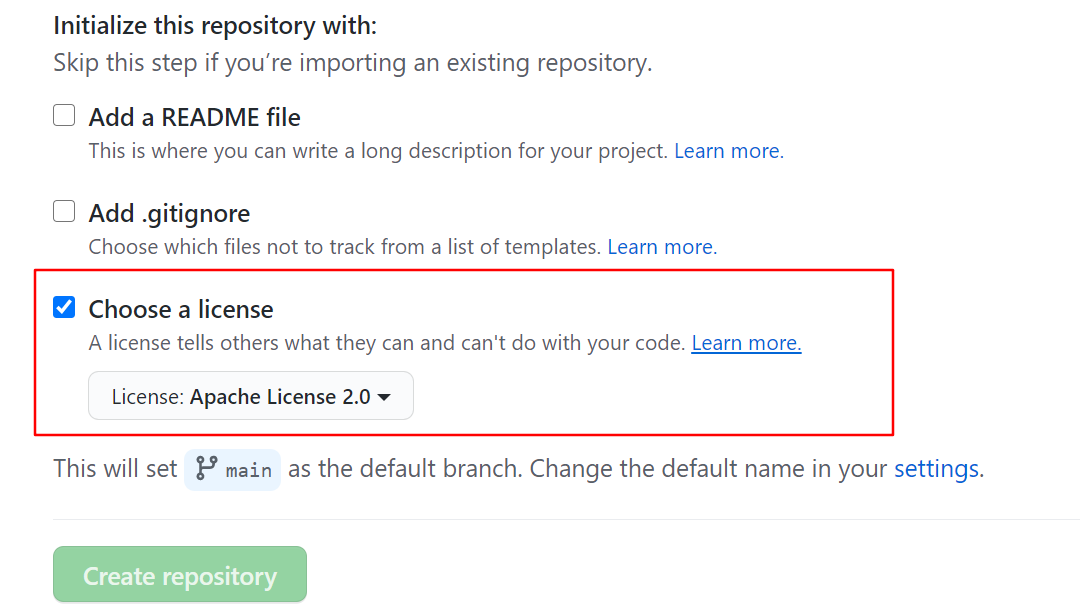 Initialize this repository with:
Skip this step if you’re importing an existing repository.
Add a README file
This is where you can write a long description for your project. Learn more.
Add .gitignore
Choose which files not to track from a list of templates. Learn more.
Choose a license
A license tells others what they can and can't do with your code. Learn more.
License: Apache License 2.0
This will set main as the default branch. Change the default name in your settings.
Create repository